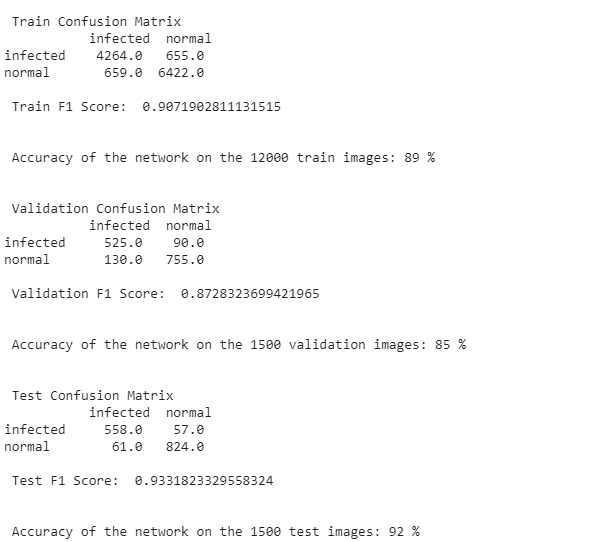 Train Confusion Matrix
infected normal
infected 4264.0 655.0
normal 659.0 6422.0
Train F1 Score: 0.9071902811131515
Accuracy of the network on the 12000 train images: 89 %
Validation Confusion Matrix
infected normal
infected 525.0 90.0
normal 130.0 755.0
Validation F1 Score: 0.8728323699421965
Accuracy of the network on the 1500 validation images: 85 %
Test Confusion Matrix
infected normal
infected 558.0 57.0
normal 61.0 824.0
Test F1 Score: 0.9331823329558324
Accuracy of the network on the 1500 test images: 92 %